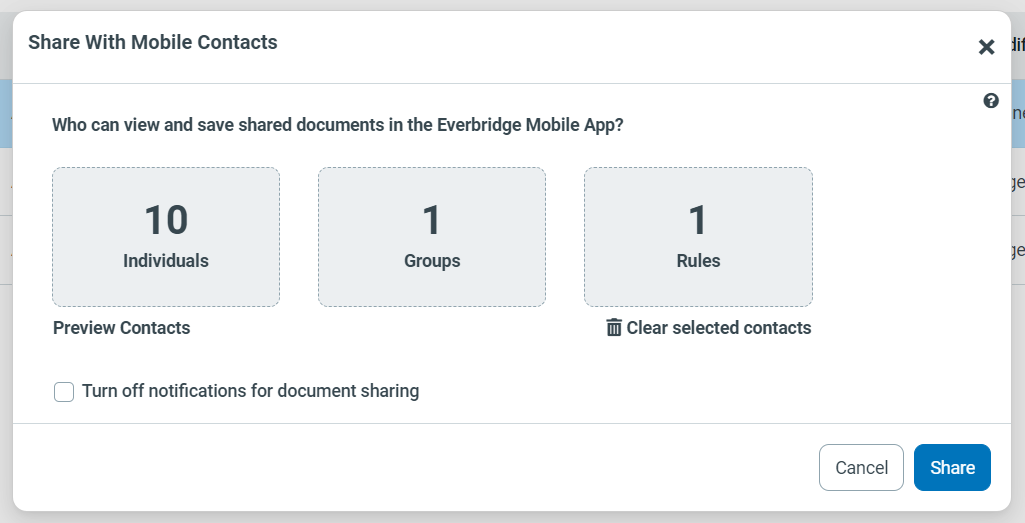 Share With Mobile Contacts
Who can view and save shared documents in the Everbridge Mobile App?
10
Individuals
1
Groups
1
Rules
Preview Contacts
Clear selected contacts
Turn off notifications for document sharing
Cancel
Share